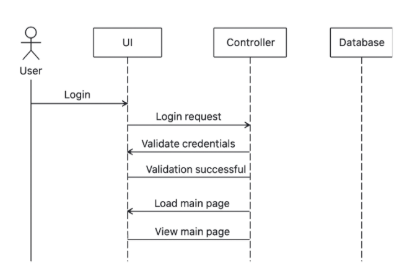 UI
Controller
Database
User
Login
Login request
Validate credentials
Validation successful
Load main page
View main page